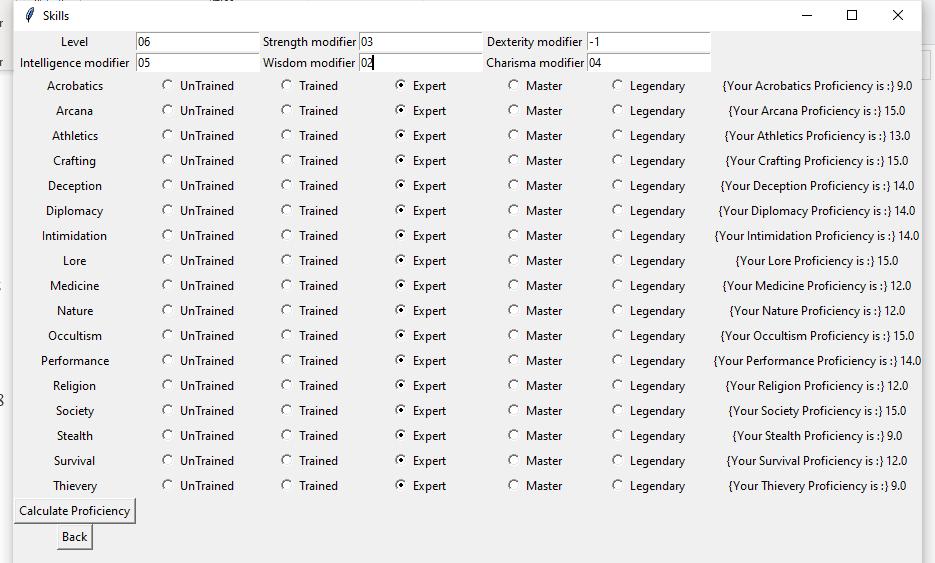 Skills
Level 06 Strength modifier 03 Dexterity modifier -1
Intelligence modifier 05 Wisdom modifier 02 Charisma modifier 04
Acrobatics UnTrained Trained Expert Master Legendary {Your Acrobatics Proficiency is :} 9.0
Arcana UnTrained Trained Expert Master Legendary {Your Arcana Proficiency is :} 15.0
Athletics UnTrained Trained Expert Master Legendary {Your Athletics Proficiency is :} 13.0
Crafting UnTrained Trained Expert Master Legendary {Your Crafting Proficiency is :} 15.0
Deception UnTrained Trained Expert Master Legendary {Your Deception Proficiency is :} 14.0
Diplomacy UnTrained Trained Expert Master Legendary {Your Diplomacy Proficiency is :} 14.0
Intimidation UnTrained Trained Expert Master Legendary {Your Intimidation Proficiency is :} 14.0
Lore UnTrained Trained Expert Master Legendary {Your Lore Proficiency is :} 15.0
Medicine UnTrained Trained Expert Master Legendary {Your Medicine Proficiency is :} 12.0
Nature UnTrained Trained Expert Master Legendary {Your Nature Proficiency is :} 12.0
Occultism UnTrained Trained Expert Master Legendary {Your Occultism Proficiency is :} 15.0
Performance UnTrained Trained Expert Master Legendary {Your Performance Proficiency is :} 14.0
Religion UnTrained Trained Expert Master Legendary {Your Religion Proficiency is :} 12.0
Society UnTrained Trained Expert Master Legendary {Your Society Proficiency is :} 15.0
Stealth UnTrained Trained Expert Master Legendary {Your Stealth Proficiency is :} 9.0
Survival UnTrained Trained Expert Master Legendary {Your Survival Proficiency is :} 12.0
Thievery UnTrained Trained Expert Master Legendary {Your Thievery Proficiency is :} 9.0
Calculate Proficiency
Back